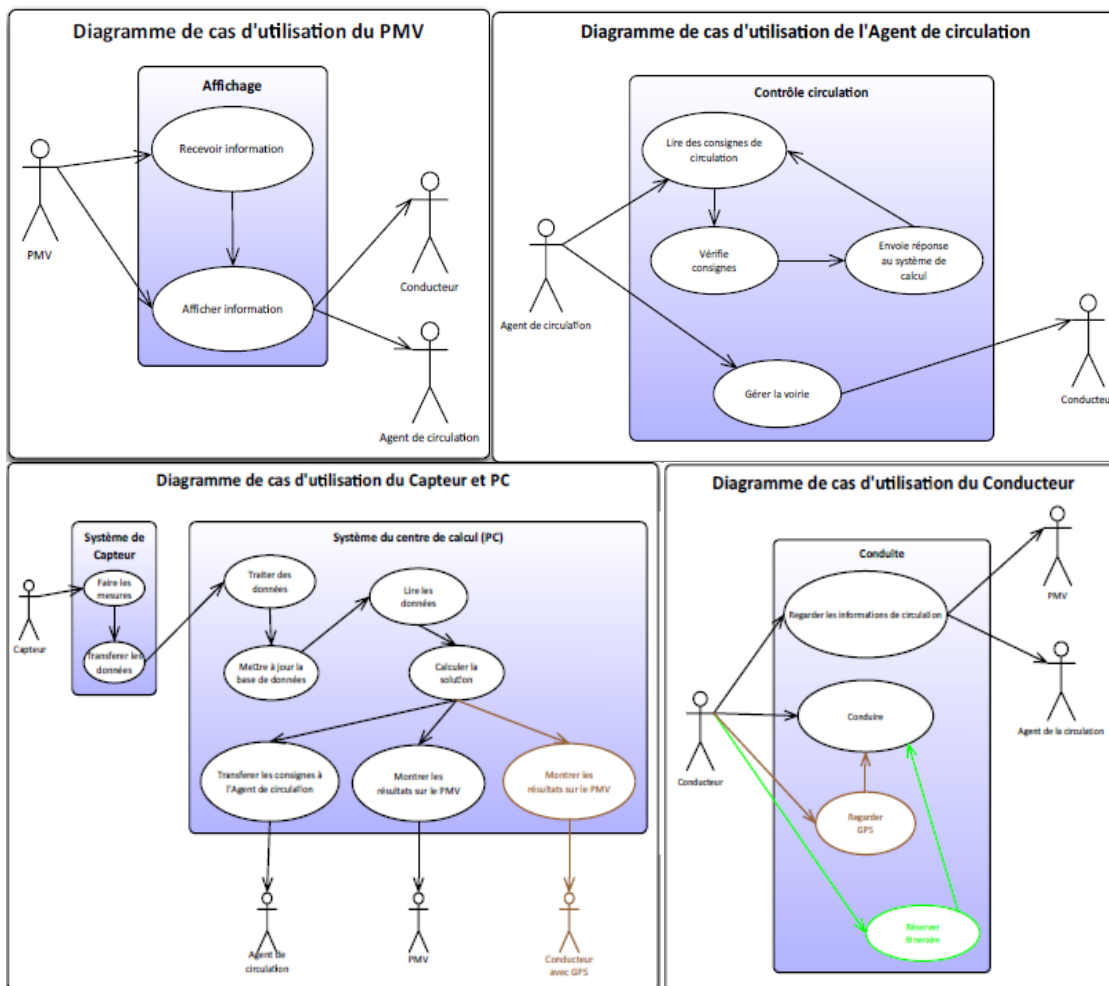 Diagramme de cas d'utilisation du PMV
Affichage
Recevoir information
PMV
Afficher information
Conducteur
Agent de circulation
Diagramme de cas d'utilisation de l'Agent de circulation
Contrôle circulation
Lire des consignes de
circulation
Vérifie
consignes
Envoie réponse
au système de
calcul
Agent de circulation
Gérer la voirie
Conducteur
Diagramme de cas d'utilisation du Capteur et PC
Système de
Capteur
Faire les
mesures
Capteur
Transferer les
données
Système du centre de calcul (PC)
Traiter des
données
Lire les
données
Mettre à jour la
base de données
Calculer la
solution
Transferer les consignes à
l'Agent de circulation
Montrer les
résultats sur le PMV
Montrer les
résultats sur le PMV
Agent de
circulation
PMV
Conducteur
avec GPS
Diagramme de cas d'utilisation du Conducteur
Conduite
Regarder les informations de circulation
PMV
Agent de la circulation
Conduire
Conducteur
Regarder
GPS
Réserver
itineraire